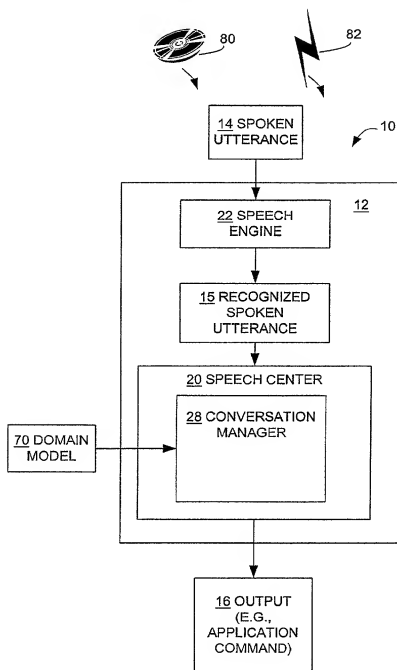 80
82
14 SPOKEN
UTTERANCE
10
12
22 SPEECH
ENGINE
15 RECOGNIZED
SPOKEN
UTTERANCE
20 SPEECH CENTER
28 CONVERSATION
MANAGER
70 DOMAIN
MODEL
16 OUTPUT
(E.G.,
APPLICATION
COMMAND)